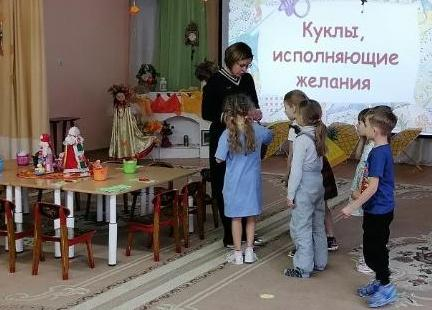 Куклы,
исполняющие
желания